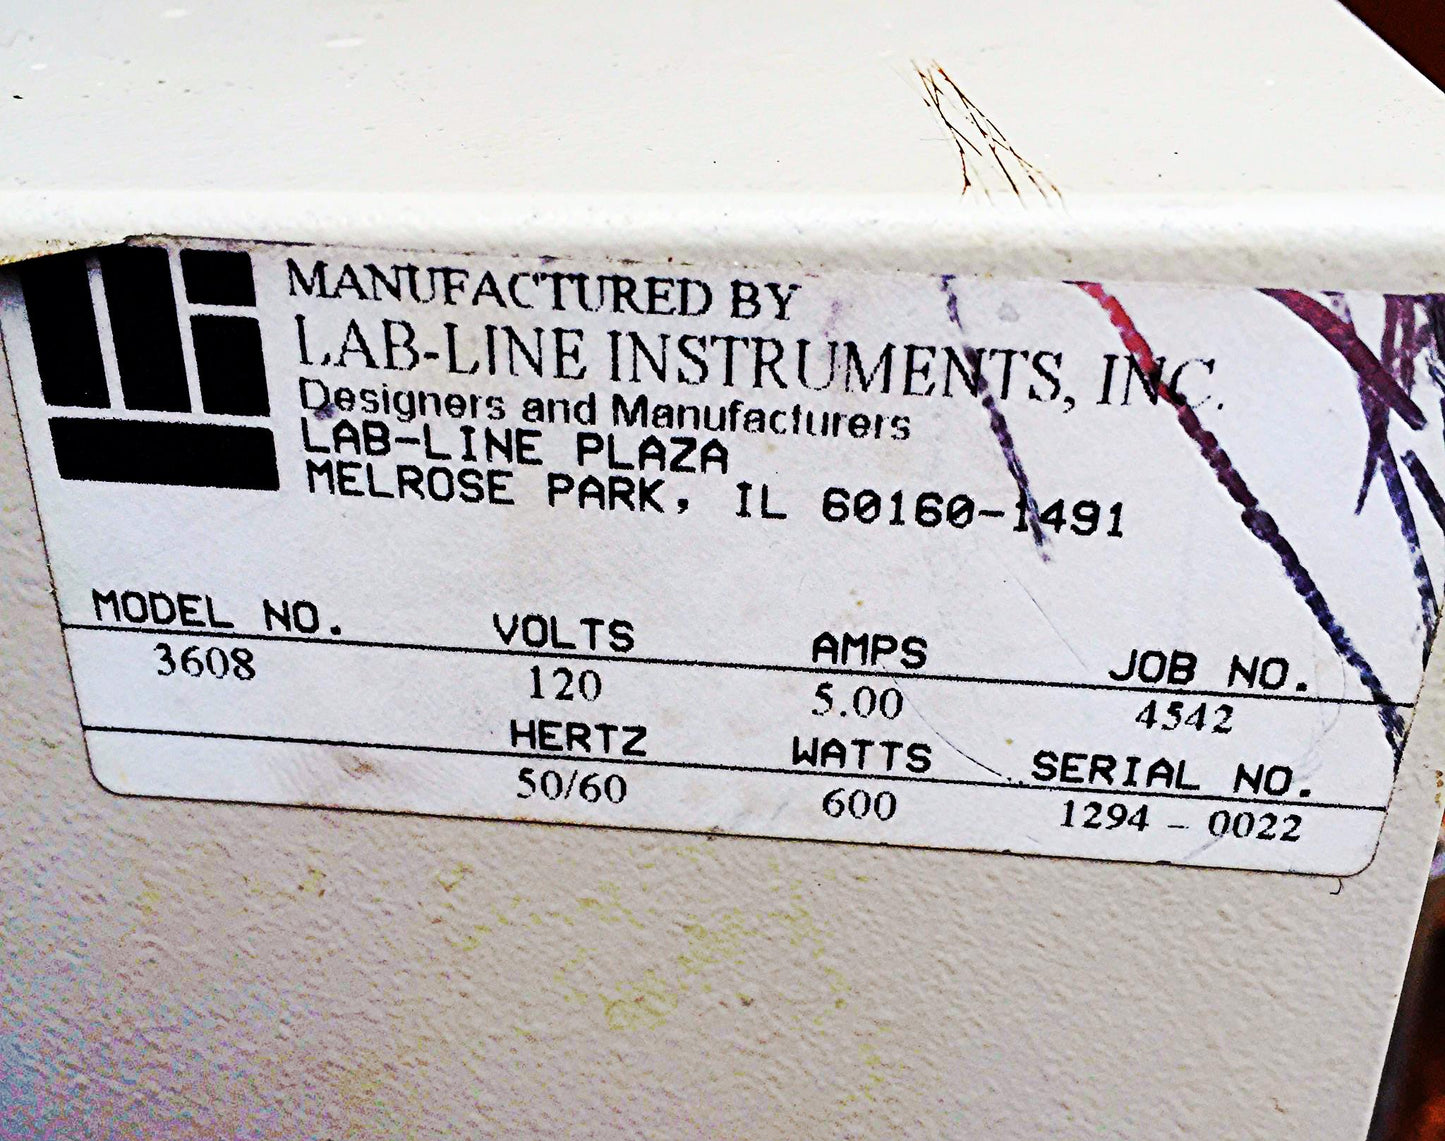 MANUFACTURED BY
LAB-LINE INSTRUMENTS, INC.
Designers and Manufacturers
LAB-LINE PLAZA
MELROSE PARK, IL 60160-1491
MODEL NO. VOLTS AMPS JOB NO.
3608 120 5.00 4542
HERTZ WATTS SERIAL NO.
50/60 600 1294 - 0022